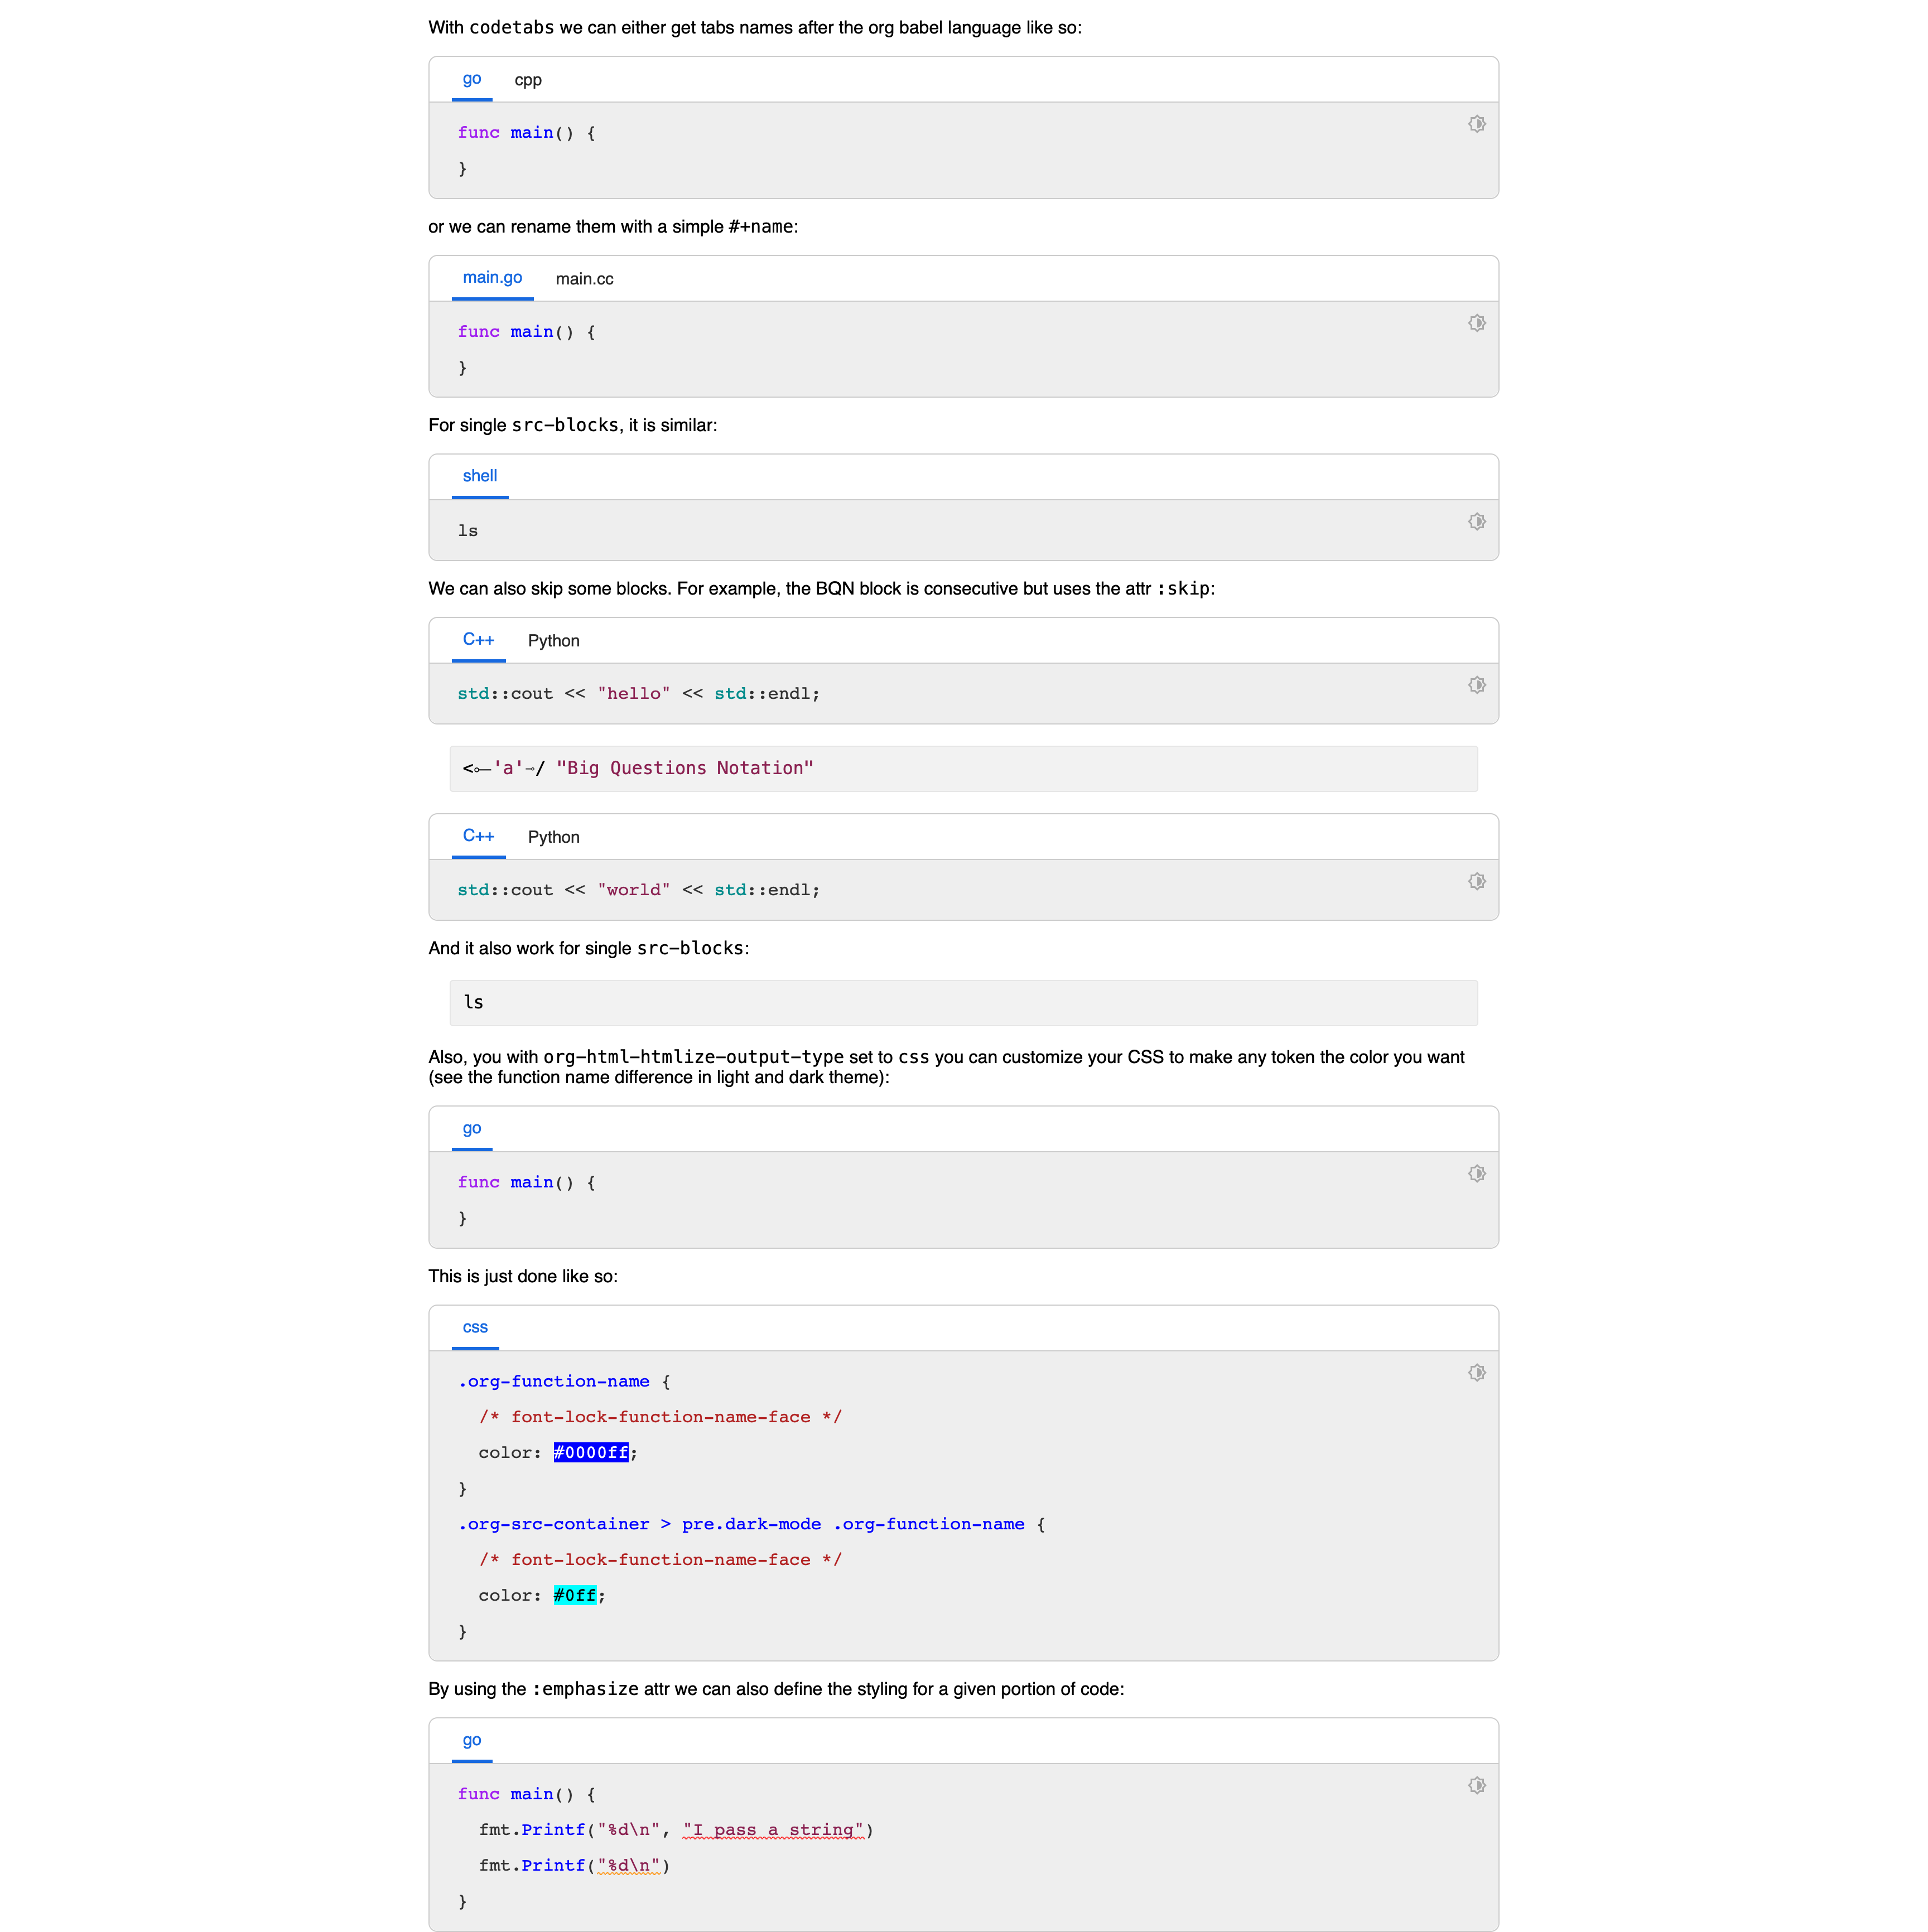 With codetabs we can either get tabs names after the org babel language like so:
go cpp
func main() {
}
or we can rename them with a simple #+name:
main.go main.cc
func main() {
}
For single src-blocks, it is similar:
shell
ls
We can also skip some blocks. For example, the BQN block is consecutive but uses the attr :skip:
C++ Python
std::cout << "hello" << std::endl;
<⟜'a'⊸/ "Big Questions Notation"
C++ Python
std::cout << "world" << std::endl;
And it also work for single src-blocks:
ls
Also, you with org-html-htmlize-output-type set to css you can customize your CSS to make any token the color you want
(see the function name difference in light and dark theme):
go
func main() {
}
This is just done like so:
css
.org-function-name {
/* font-lock-function-name-face */
color: #0000ff;
}
.org-src-container > pre.dark-mode .org-function-name {
/* font-lock-function-name-face */
color: #0ff;
}
By using the :emphasize attr we can also define the styling for a given portion of code:
go
func main() {
fmt.Printf("%d\n", "I pass a string")
fmt.Printf("%d\n")
}